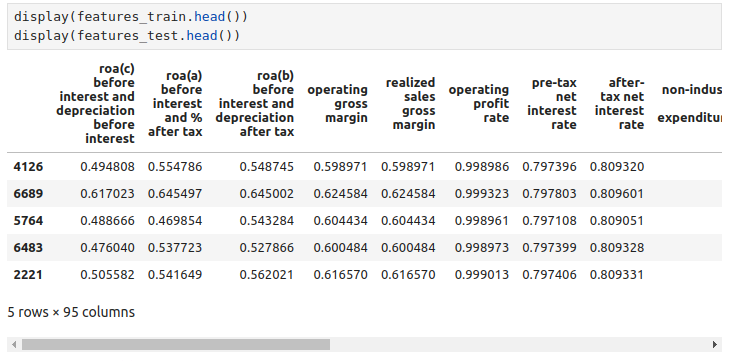 display(features_train.head())
display(features_test.head())
roa(c) before interest and depreciation before interest roa(a) before interest and % after tax roa(b) before interest and depreciation after tax operating gross margin realized sales gross margin operating profit rate pre-tax net interest rate after-tax net interest rate
4126 0.494808 0.554786 0.548745 0.598971 0.598971 0.998986 0.797396 0.809320
6689 0.617023 0.645497 0.645002 0.624584 0.624584 0.999323 0.797803 0.809601
5764 0.488666 0.469854 0.543284 0.604434 0.604434 0.998961 0.797108 0.809051
6483 0.476040 0.537723 0.527866 0.600484 0.600484 0.998973 0.797399 0.809328
2221 0.505582 0.541649 0.562021 0.616570 0.616570 0.999013 0.797406 0.809331
5 rows × 95 columns